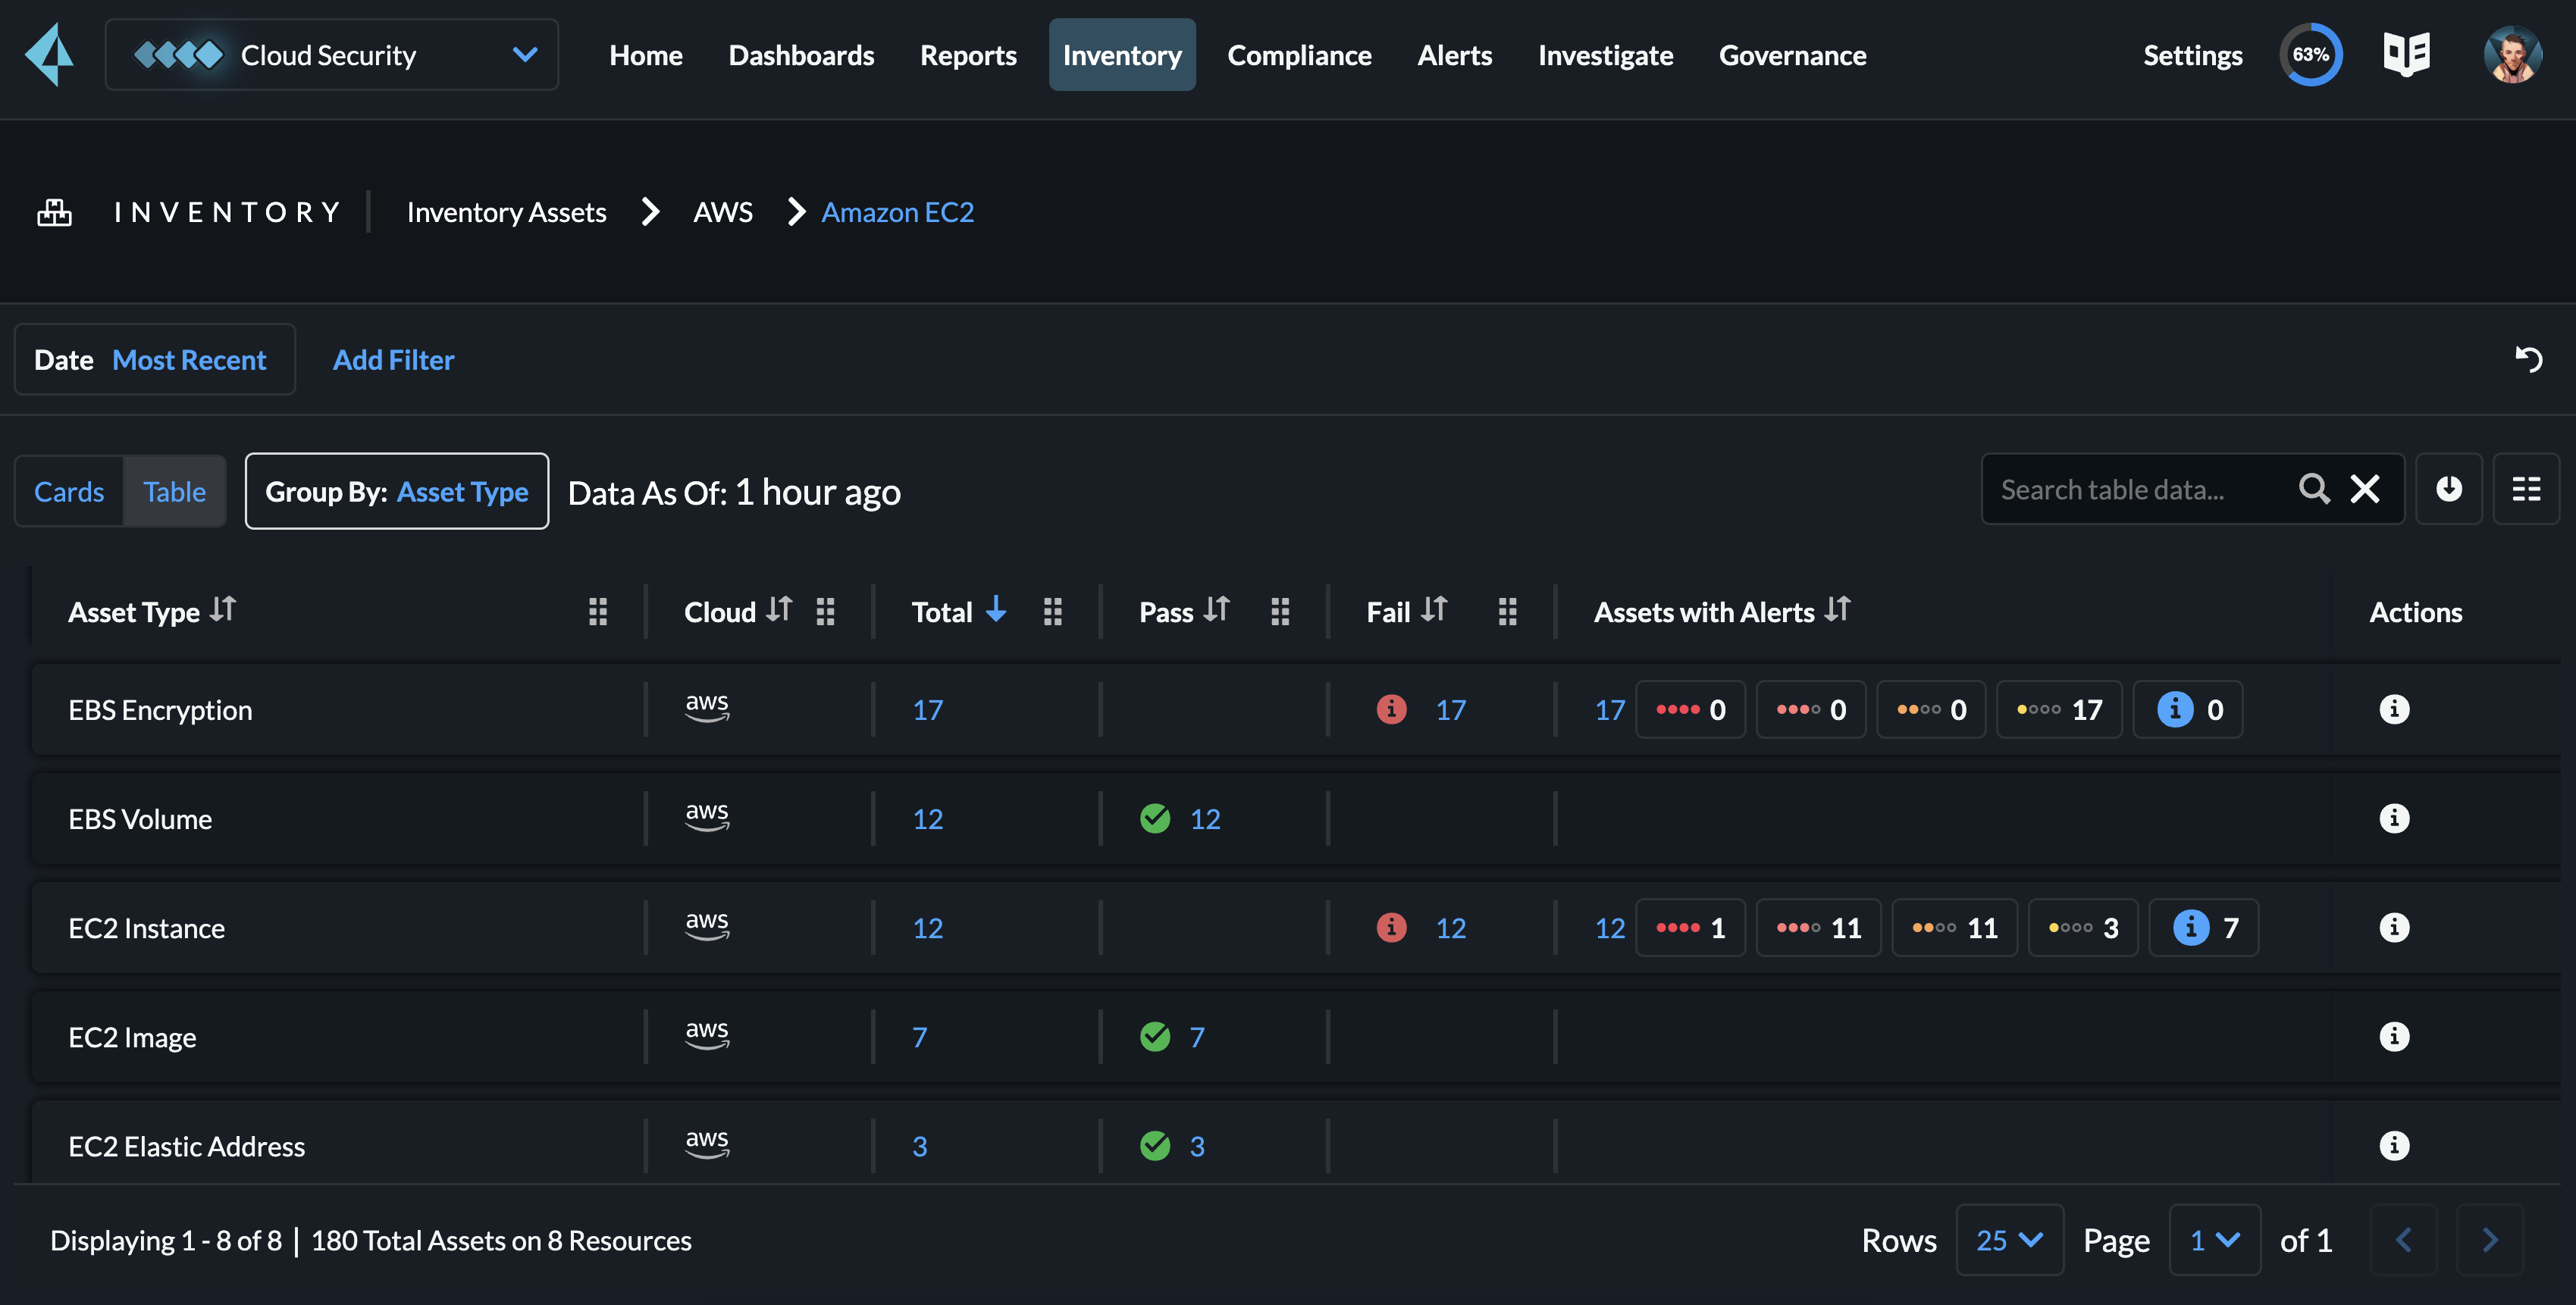 Cloud Security Home Dashboards Reports Inventory Compliance Alerts Investigate Governance Settings 63%
INVENTORY Inventory Assets AWS Amazon EC2
Date Most Recent Add Filter
Cards Table Group By: Asset Type Data As Of: 1 hour ago Search table data...
Asset Type Cloud Total Pass Fail Assets with Alerts Actions
EBS Encryption aws 17 17 17 0 0 0 17 0
EBS Volume aws 12 12
EC2 Instance aws 12 12 12 1 11 11 3 7
EC2 Image aws 7 7
EC2 Elastic Address aws 3 3
Displaying 1 - 8 of 8 | 180 Total Assets on 8 Resources Rows 25 Page 1 of 1